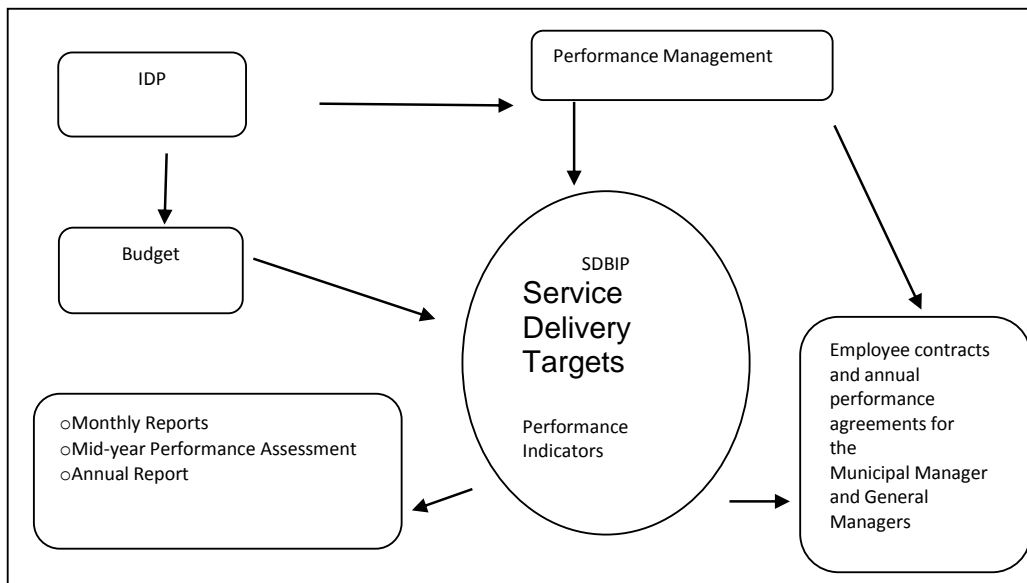 IDP
Performance Management
Budget
SDBIP
Service
Delivery
Targets
Performance
Indicators
oMonthly Reports
oMid-year Performance Assessment
oAnnual Report
Employee contracts
and annual
performance
agreements for
the
Municipal Manager
and General
Managers